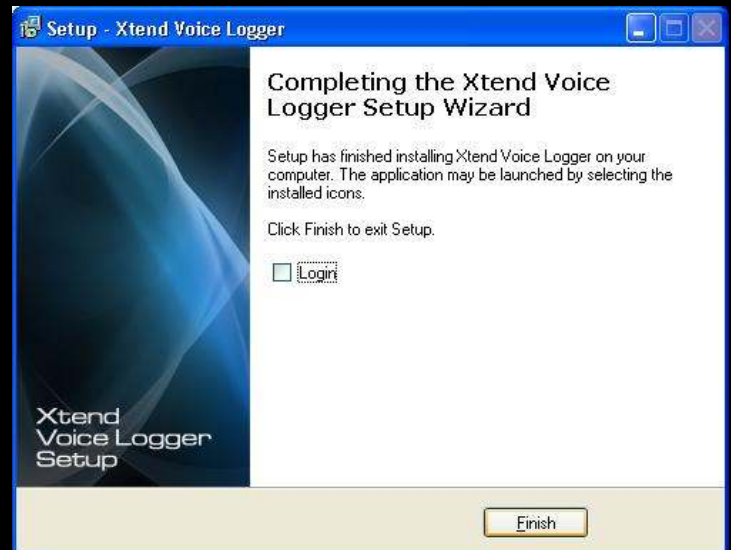 Setup - Xtend Voice Logger
Completing the Xtend Voice
Logger Setup Wizard
Setup has finished installing Xtend Voice Logger on your
computer. The application may be launched by selecting the
installed icons.
Click Finish to exit Setup.
Login
Xtend
Voice Logger
Setup
Finish